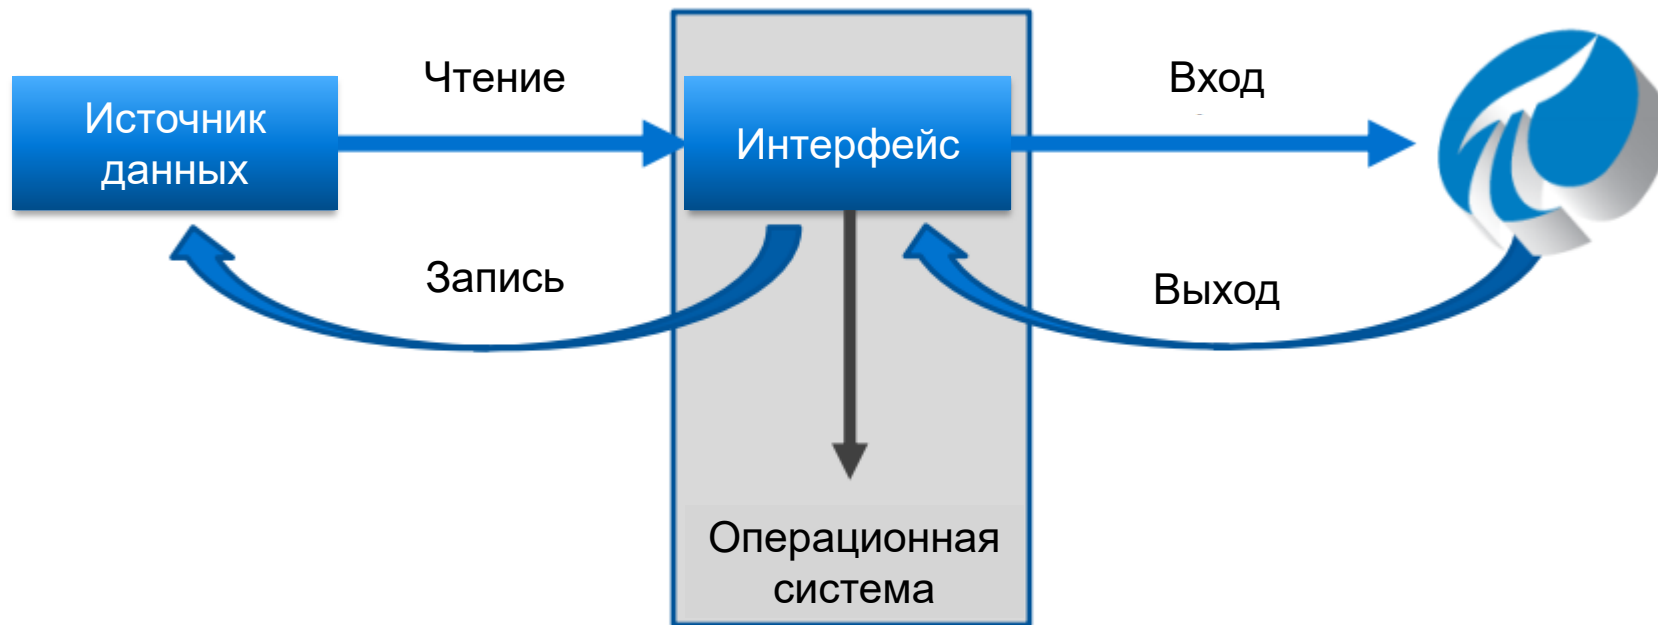 Чтение
Вход
Источник
данных
Интерфейс
Запись
Выход
Операционная
система